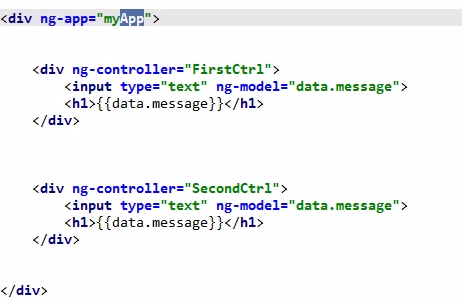 <div ng-app="myApp">
<div ng-controller="FirstCtrl">
<input type="text" ng-model="data.message">
<h1>{{data.message}}</h1>
</div>
<div ng-controller="SecondCtrl">
<input type="text" ng-model="data.message">
<h1>{{data.message}}</h1>
</div>
</div>